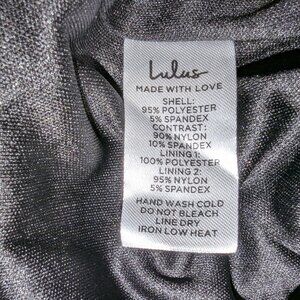 Lulus
MADE WITH LOVE
SHELL:
95% POLYESTER
5% SPANDEX
CONTRAST:
90% NYLON
10% SPANDEX
LINING 1:
100% POLYESTER
LINING 2:
95% NYLON
5% SPANDEX
HAND WASH COLD
DO NOT BLEACH
LINE DRY
IRON LOW HEAT